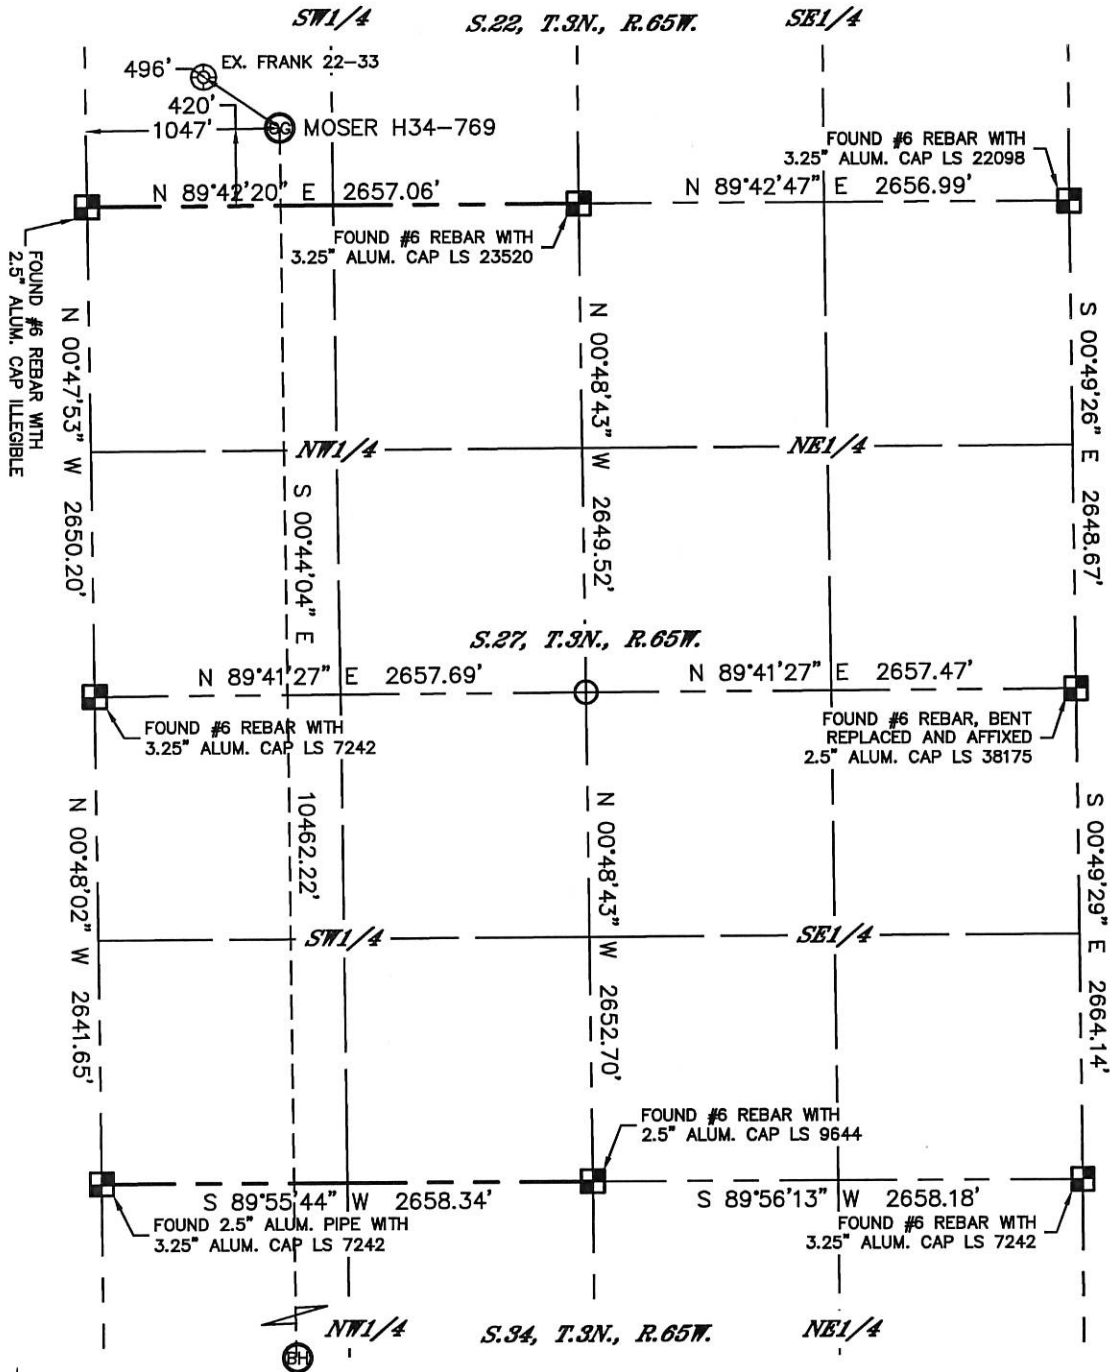 SW1/4
S.22, T.3N., R.65W.
SE1/4
496'
EX. FRANK 22-33
420'
1047'
MOSER H34-769
FOUND #6 REBAR WITH
3.25" ALUM. CAP LS 22098
N 89°42'20" E 2657.06'
N 89°42'47" E 2656.99'
FOUND #6 REBAR WITH
3.25" ALUM. CAP LS 23520
FOUND #6 REBAR WITH
2.5" ALUM. CAP ILLEGIBLE
N 00°47'53" W 2650.20'
N 00°48'43" W 2649.52'
S 00°49'26" E 2648.67'
NW1/4
NE1/4
S 00°44'04" E 10462.22'
S.27, T.3N., R.65W.
N 89°41'27" E 2657.69'
N 89°41'27" E 2657.47'
FOUND #6 REBAR WITH
3.25" ALUM. CAP LS 7242
FOUND #6 REBAR, BENT
REPLACED AND AFFIXED
2.5" ALUM. CAP LS 38175
N 00°48'02" W 2641.65'
N 00°48'43" W 2652.70'
S 00°49'29" E 2664.14'
SW1/4
SE1/4
FOUND #6 REBAR WITH
2.5" ALUM. CAP LS 9644
S 89°55'44" W 2658.34'
S 89°56'13" W 2658.18'
FOUND 2.5" ALUM. PIPE WITH
3.25" ALUM. CAP LS 7242
FOUND #6 REBAR WITH
3.25" ALUM. CAP LS 7242
NW1/4
S.34, T.3N., R.65W.
NE1/4
BH